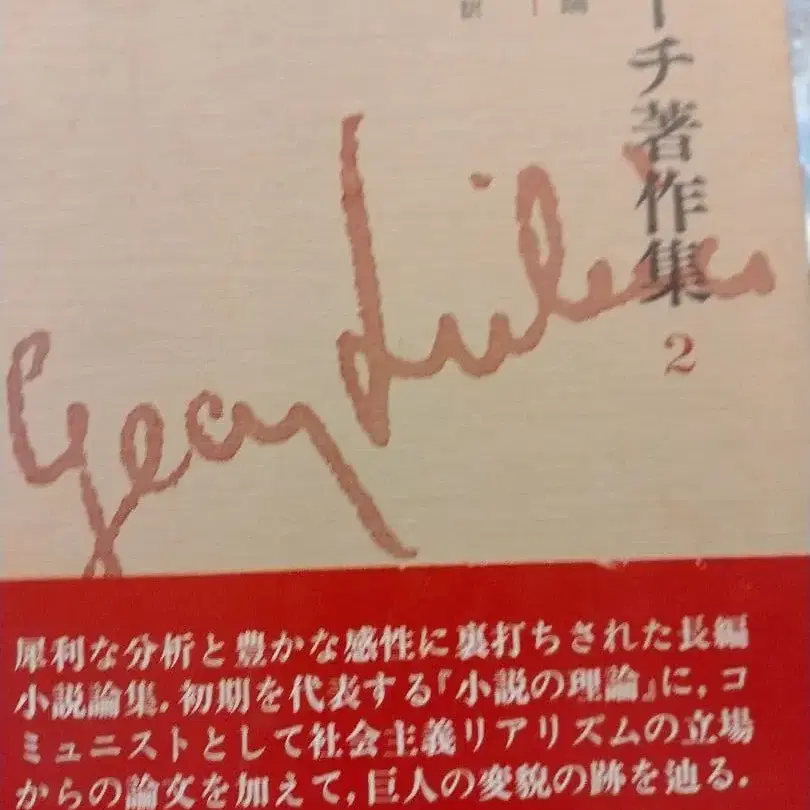 ーチ著作集 2
犀利な分析と豊かな感性に裏打ちされた長編
小説論集．初期を代表する『小説の理論』に，コ
ミュニストとして社会主義リアリズムの立場
からの論文を加えて，巨人の変貌の跡を辿る．